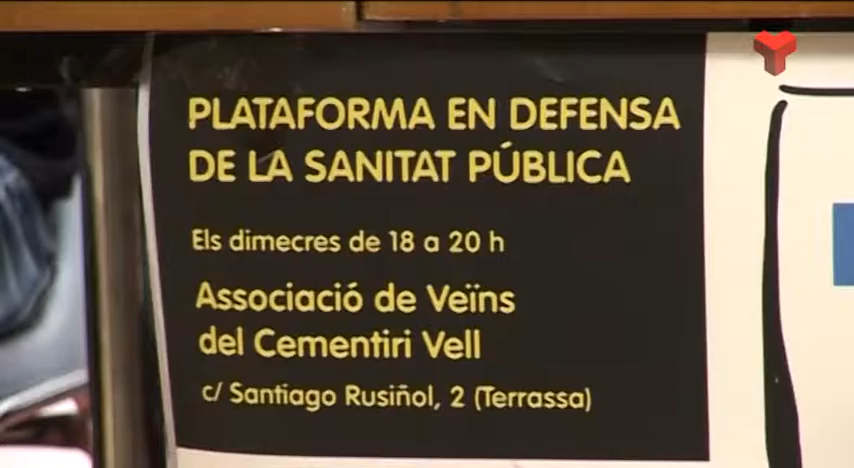 PLATAFORMA EN DEFENSA
DE LA SANITAT PÚBLICA
Els dimecres de 18 a 20 h
Associació de Veïns
del Cementiri Vell
c/ Santiago Rusiñol, 2 (Terrassa)